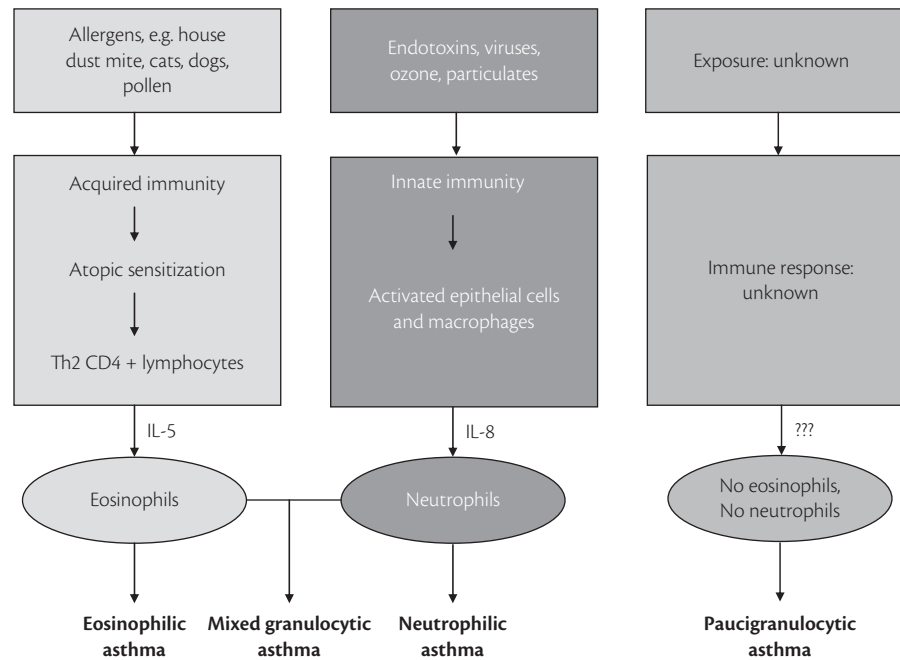 Allergens, e.g. house
dust mite, cats, dogs,
pollen
Endotoxins, viruses,
ozone, particulates
Exposure: unknown
Acquired immunity
Atopic sensitization
Th2 CD4 + lymphocytes
Innate immunity
Activated epithelial cells
and macrophages
Immune response:
unknown
IL-5
IL-8
???
Eosinophils
Neutrophils
No eosinophils,
No neutrophils
Eosinophilic
asthma
Mixed granulocytic
asthma
Neutrophilic
asthma
Paucigranulocytic
asthma